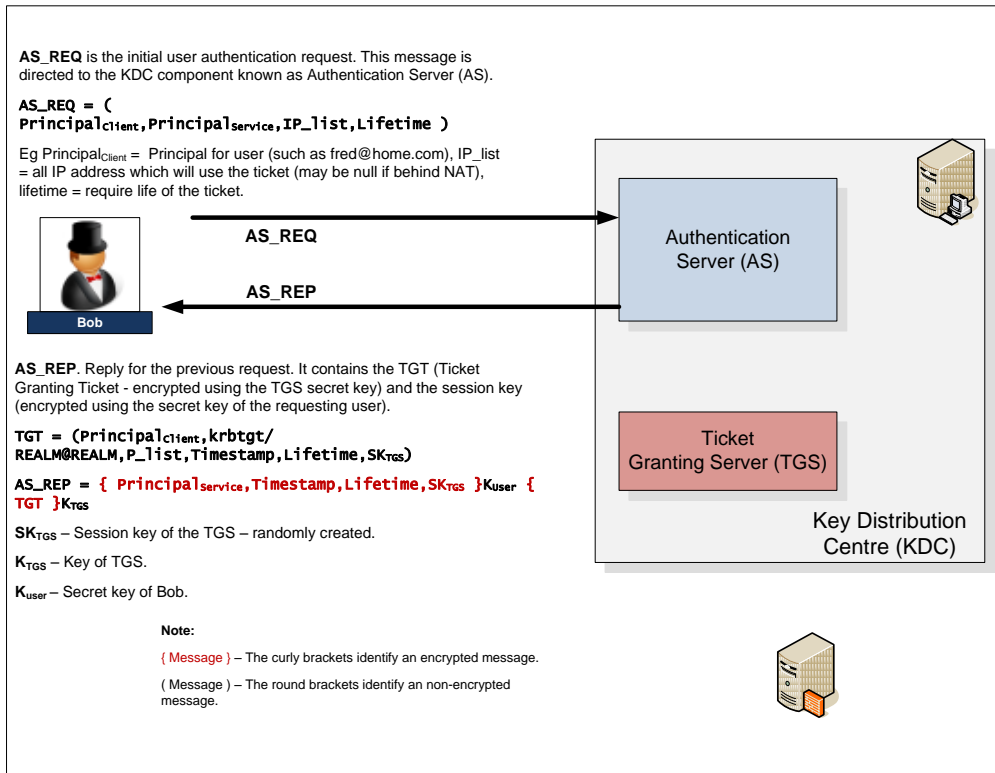 AS_REQ is the initial user authentication request. This message is
directed to the KDC component known as Authentication Server (AS).
AS_REQ = (
PrincipalClient,PrincipalService,IP_list,Lifetime )
Eg PrincipalClient = Principal for user (such as fred@home.com), IP_list
= all IP address which will use the ticket (may be null if behind NAT),
lifetime = require life of the ticket.
AS_REQ
Authentication
Server (AS)
AS_REP
Bob
AS_REP. Reply for the previous request. It contains the TGT (Ticket
Granting Ticket - encrypted using the TGS secret key) and the session key
(encrypted using the secret key of the requesting user).
TGT = (PrincipalClient,krbtgt/
REALM@REALM,P_list,Timestamp,Lifetime,SKTGS)
AS_REP = { PrincipalService,Timestamp,Lifetime,SKTGS }KUser {
TGT }KTGS
SKTGS – Session key of the TGS – randomly created.
KTGS – Key of TGS.
Kuser – Secret key of Bob.
Ticket
Granting Server (TGS)
Key Distribution
Centre (KDC)
Note:
{ Message } – The curly brackets identify an encrypted message.
( Message ) – The round brackets identify an non-encrypted
message.